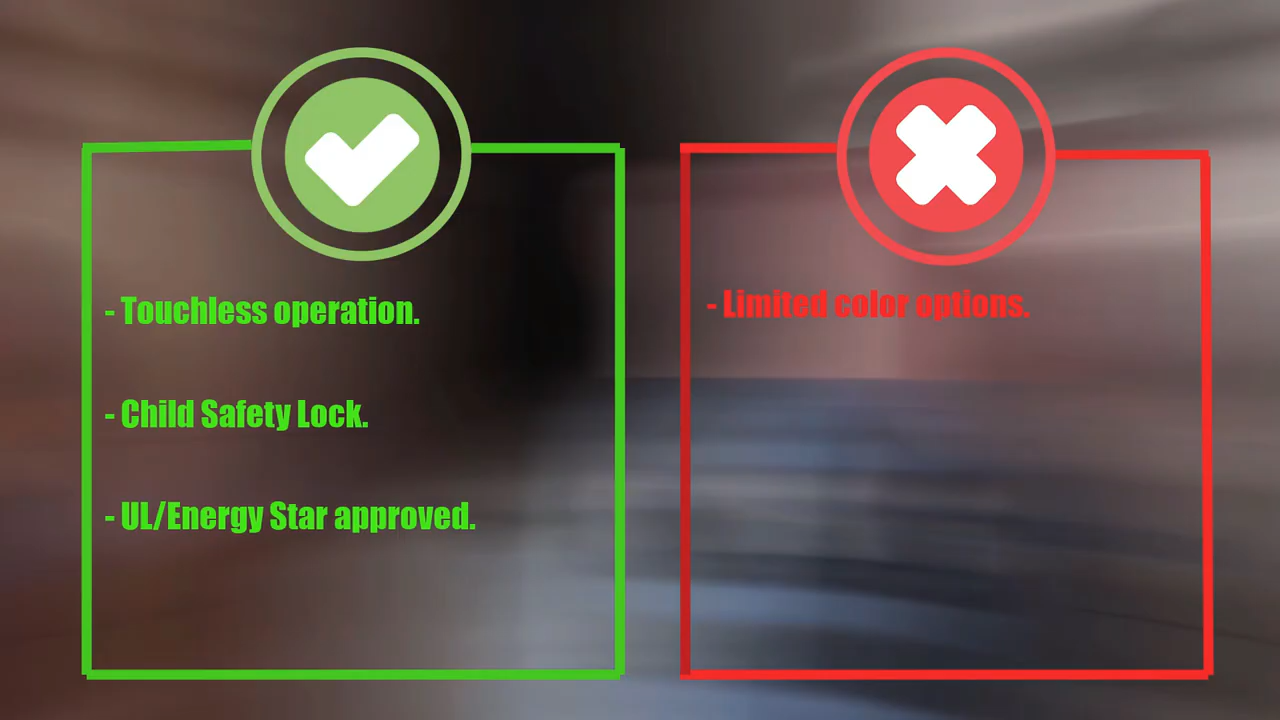 - Touchless operation.
- Child Safety Lock.
- UL/Energy Star approved.
- Limited color options.